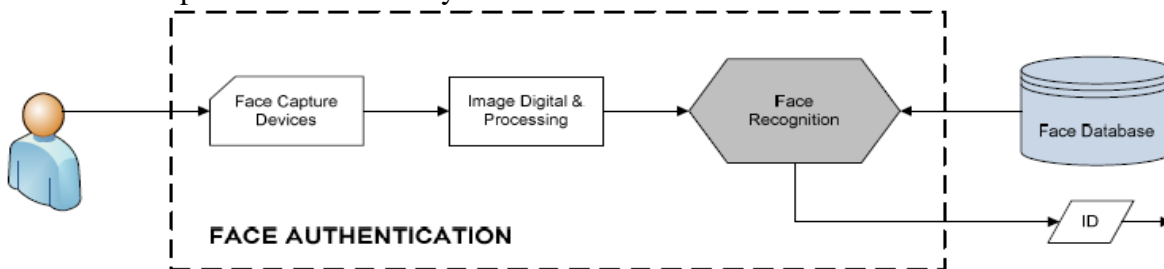 Face Capture
Devices
Image Digital &
Processing
Face
Recognition
Face Database
ID
FACE AUTHENTICATION